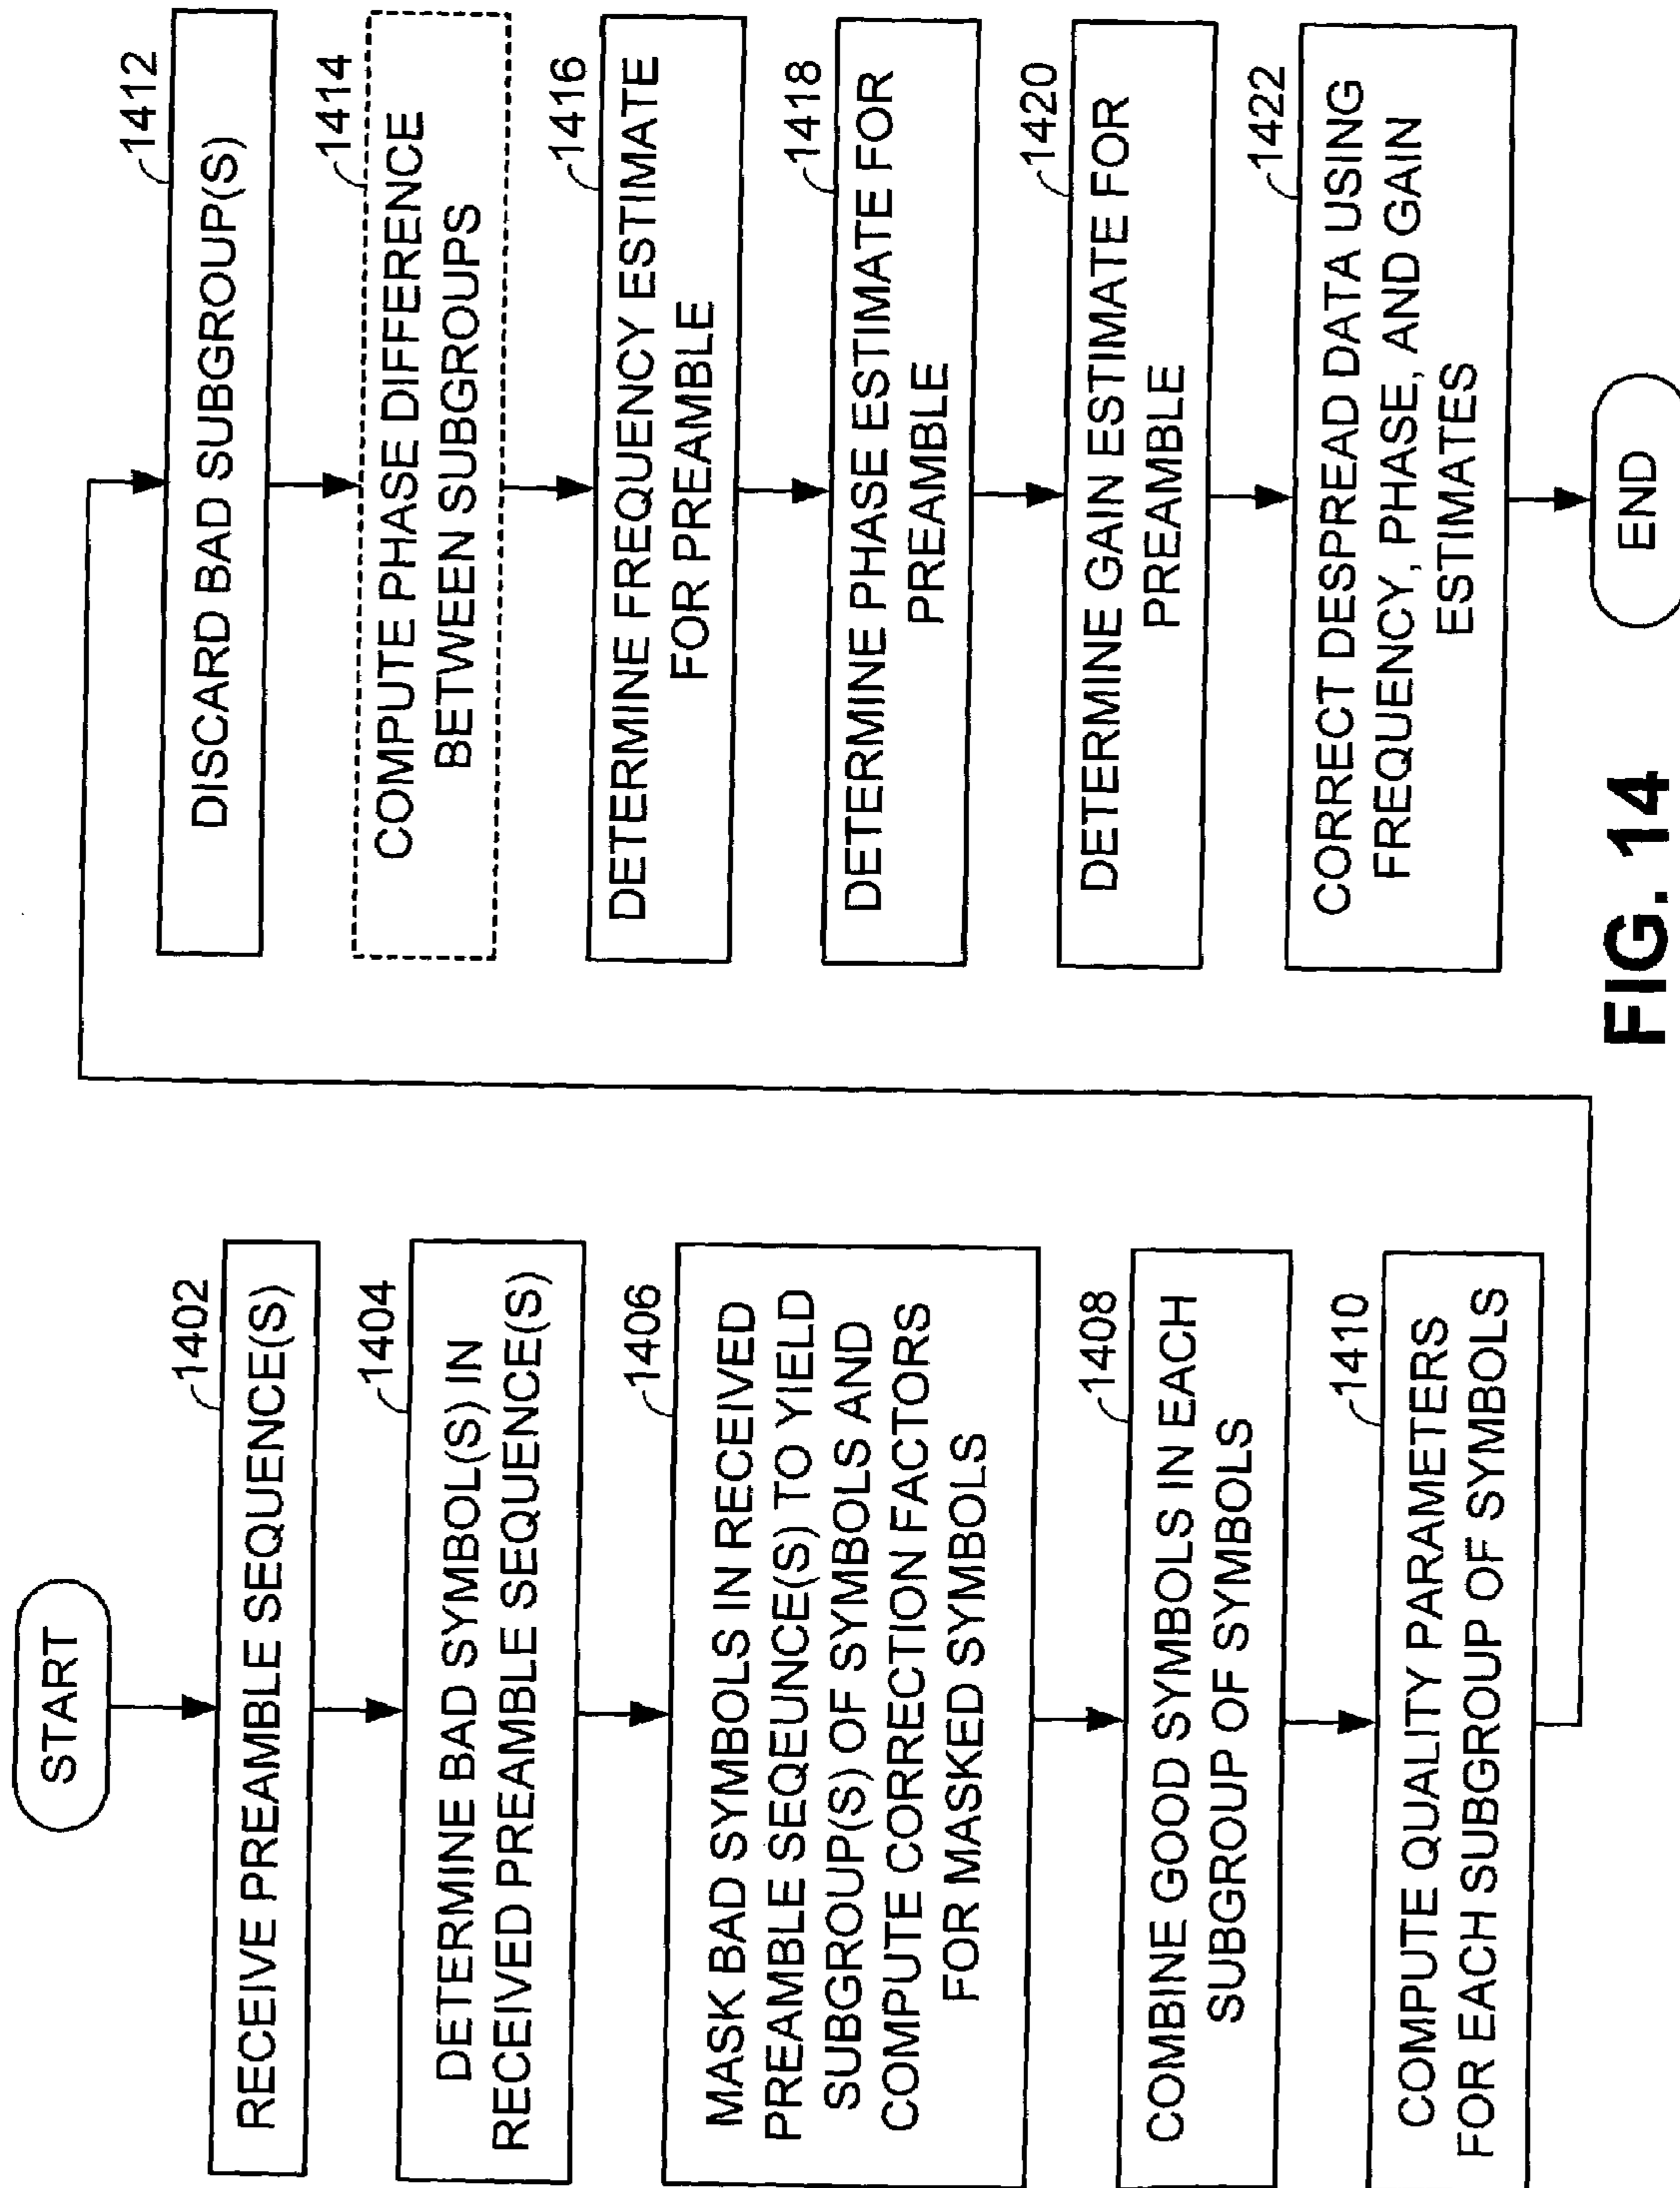 START
1402
RECEIVE PREAMBLE SEQUENCE(S)
1404
DETERMINE BAD SYMBOL(S) IN
RECEIVED PREAMBLE SEQUENCE(S)
1406
MASK BAD SYMBOLS IN RECEIVED
PREAMBLE SEQEUNCE(S) TO YIELD
SUBGROUP(S) OF SYMBOLS AND
COMPUTE CORRECTION FACTORS
FOR MASKED SYMBOLS
1408
COMBINE GOOD SYMBOLS IN EACH
SUBGROUP OF SYMBOLS
1410
COMPUTE QUALITY PARAMETERS
FOR EACH SUBGROUP OF SYMBOLS
1412
DISCARD BAD SUBGROUP(S)
1414
COMPUTE PHASE DIFFERENCE
BETWEEN SUBGROUPS
1416
DETERMINE FREQUENCY ESTIMATE
FOR PREAMBLE
1418
DETERMINE PHASE ESTIMATE FOR
PREAMBLE
1420
DETERMINE GAIN ESTIMATE FOR
PREAMBLE
1422
CORRECT DESPREAD DATA USING
FREQUENCY, PHASE, AND GAIN
ESTIMATES
END
FIG. 14